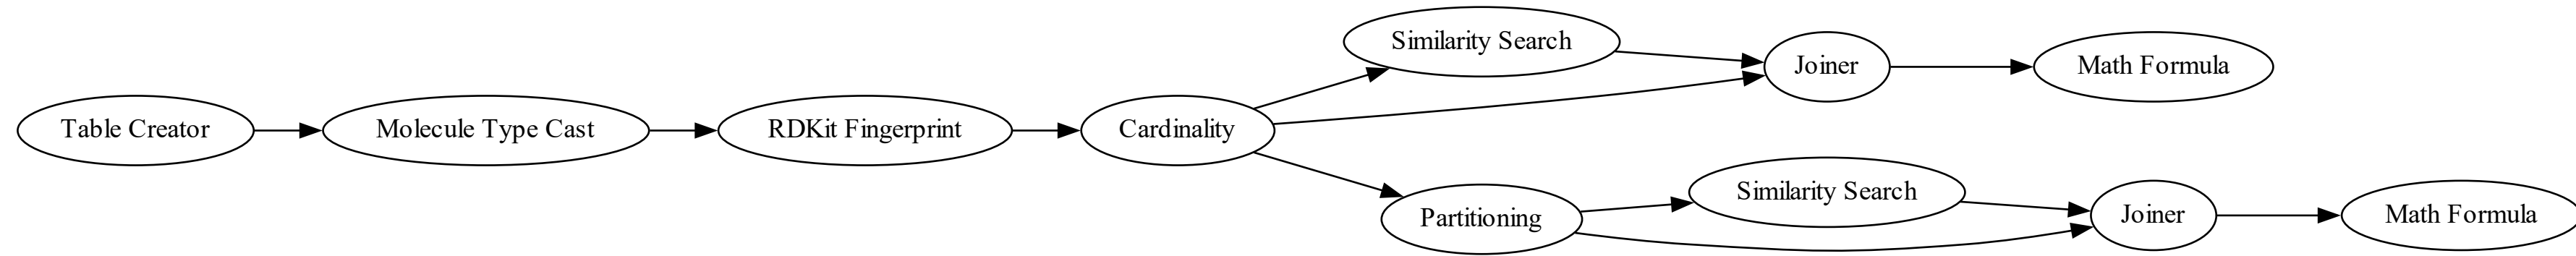 Table Creator
Molecule Type Cast
RDKit Fingerprint
Cardinality
Similarity Search
Joiner
Math Formula
Partitioning
Similarity Search
Joiner
Math Formula